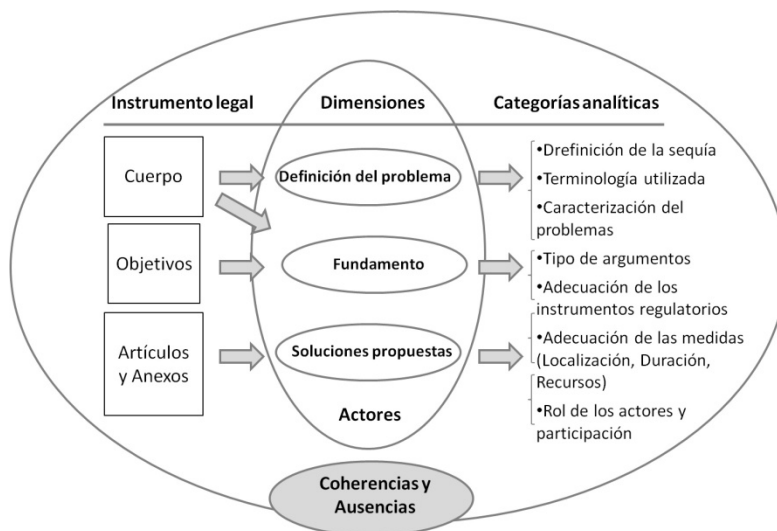 Instrumento legal
Dimensiones
Categorías analíticas
Cuerpo
Definición del problema
•Drefinición de la sequía
•Terminología utilizada
•Caracterización del
problemas
Objetivos
Fundamento
•Tipo de argumentos
•Adecuación de los
instrumentos regulatorios
Artículos
y Anexos
Soluciones propuestas
•Adecuación de las medidas
(Localización, Duración,
Recursos)
Actores
•Rol de los actores y
participación
Coherencias y
Ausencias